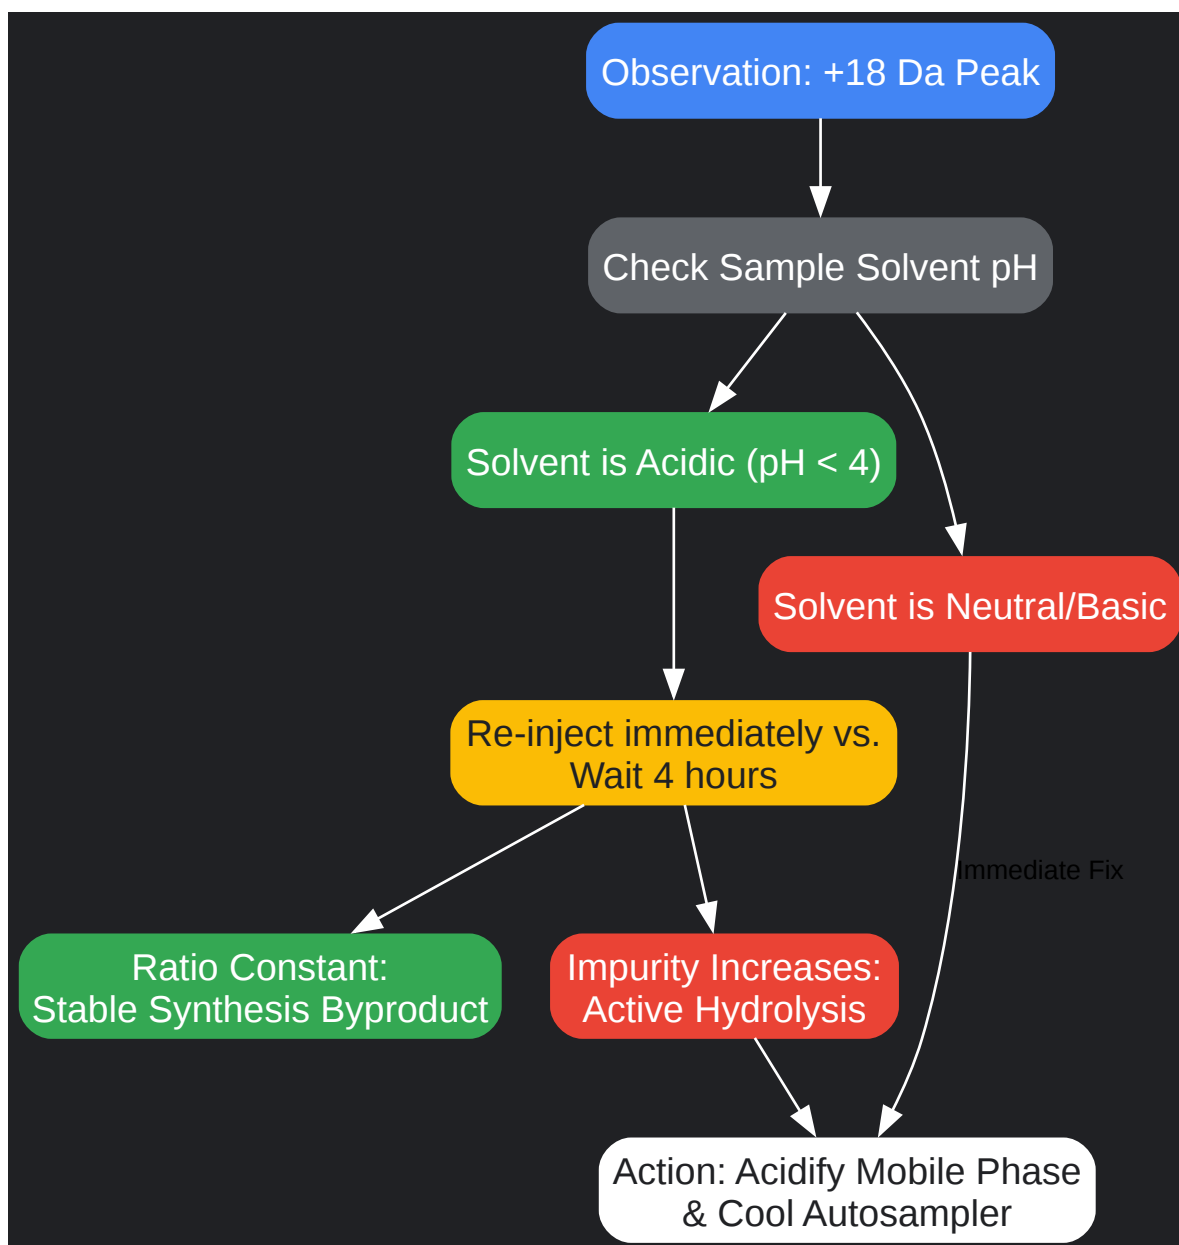 Observation: +18 Da Peak
Check Sample Solvent pH
Solvent is Acidic (pH < 4)
Solvent is Neutral/Basic
Re-inject immediately vs.
Wait 4 hours
Immediate Fix
Ratio Constant:
Stable Synthesis Byproduct
Impurity Increases:
Active Hydrolysis
Action: Acidify Mobile Phase
& Cool Autosampler